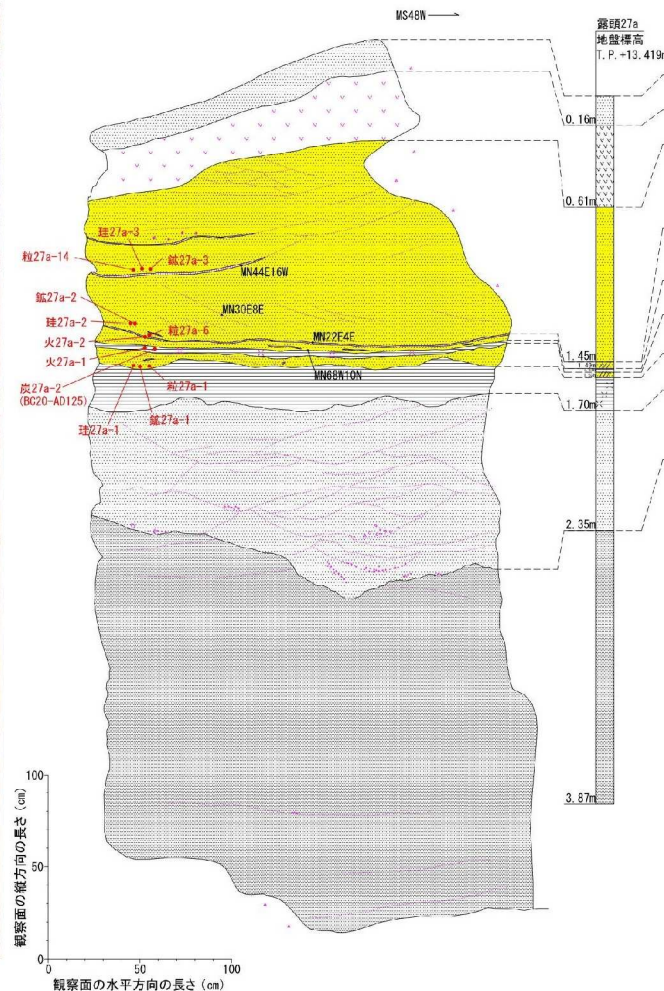 MS48W
露頭27a
地盤標高
T.P.+13.419m
0.16m
0.61m
珪27a-3
粒27a-14
鉱27a-3
MN44E16W
鉱27a-2
MN30E8E
珪27a-2
粒27a-6
火27a-2
MN22E4E
火27a-1
1.45m
炭27a-2
(BC20-AD125)
粒27a-1
MN68W10N
珪27a-1
鉱27a-1
1.70m
2.35m
3.87m
100
50
0
0
50
100
観察面の縦方向の長さ(cm)
観察面の水平方向の長さ(cm)